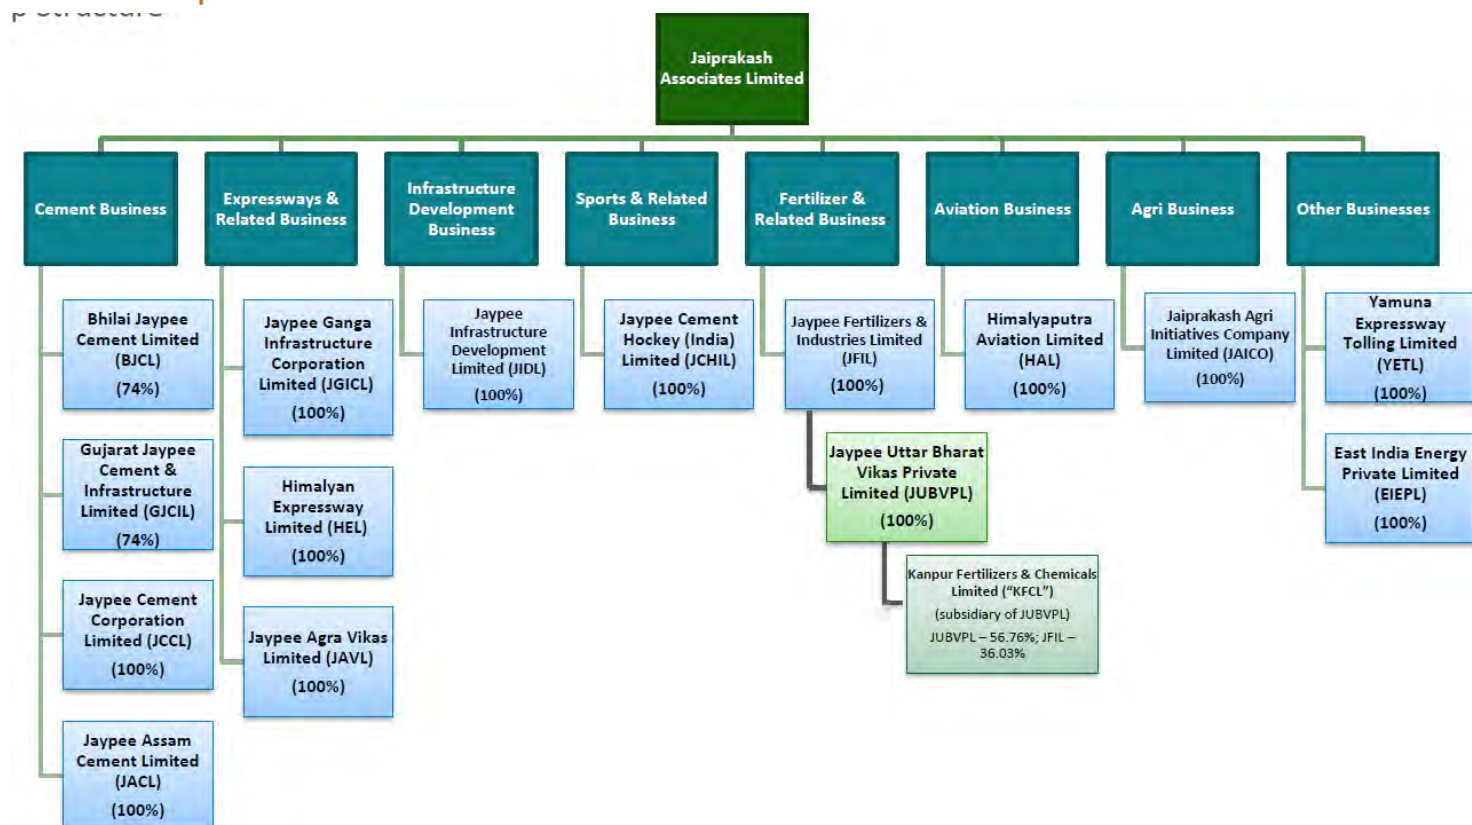 p Structure
Jaiprakash
Associates Limited
Cement Business
Expressways &
Related Business
Infrastructure
Development
Business
Sports & Related
Business
Fertilizer &
Related Business
Aviation Business
Agri Business
Other Businesses
Bhilai Jaypee
Cement Limited
(BJCL)
(74%)
Gujarat Jaypee
Cement &
Infrastructure
Limited (GJCIL)
(74%)
Jaypee Cement
Corporation
Limited (JCCL)
(100%)
Jaypee Assam
Cement Limited
(JACL)
(100%)
Jaypee Ganga
Infrastructure
Corporation
Limited (JGICL)
(100%)
Himalyan
Expressway
Limited (HEL)
(100%)
Jaypee Agra Vikas
Limited (JAVL)
(100%)
Jaypee
Infrastructure
Development
Limited (JIDL)
(100%)
Jaypee Cement
Hockey (India)
Limited (JCHIL)
(100%)
Jaypee Fertilizers &
Industries Limited
(JFIL)
(100%)
Jaypee Uttar Bharat
Vikas Private
Limited (JUBVPL)
(100%)
Kanpur Fertilizers & Chemicals
Limited (“KFCL”)
(subsidiary of JUBVPL)
JUBVPL – 56.76%; JFIL –
36.03%
Himalyaputra
Aviation Limited
(HAL)
(100%)
Jaiprakash Agri
Initiatives Company
Limited (JAICO)
(100%)
Yamuna
Expressway
Tolling Limited
(YETL)
(100%)
East India Energy
Private Limited
(EIEPL)
(100%)